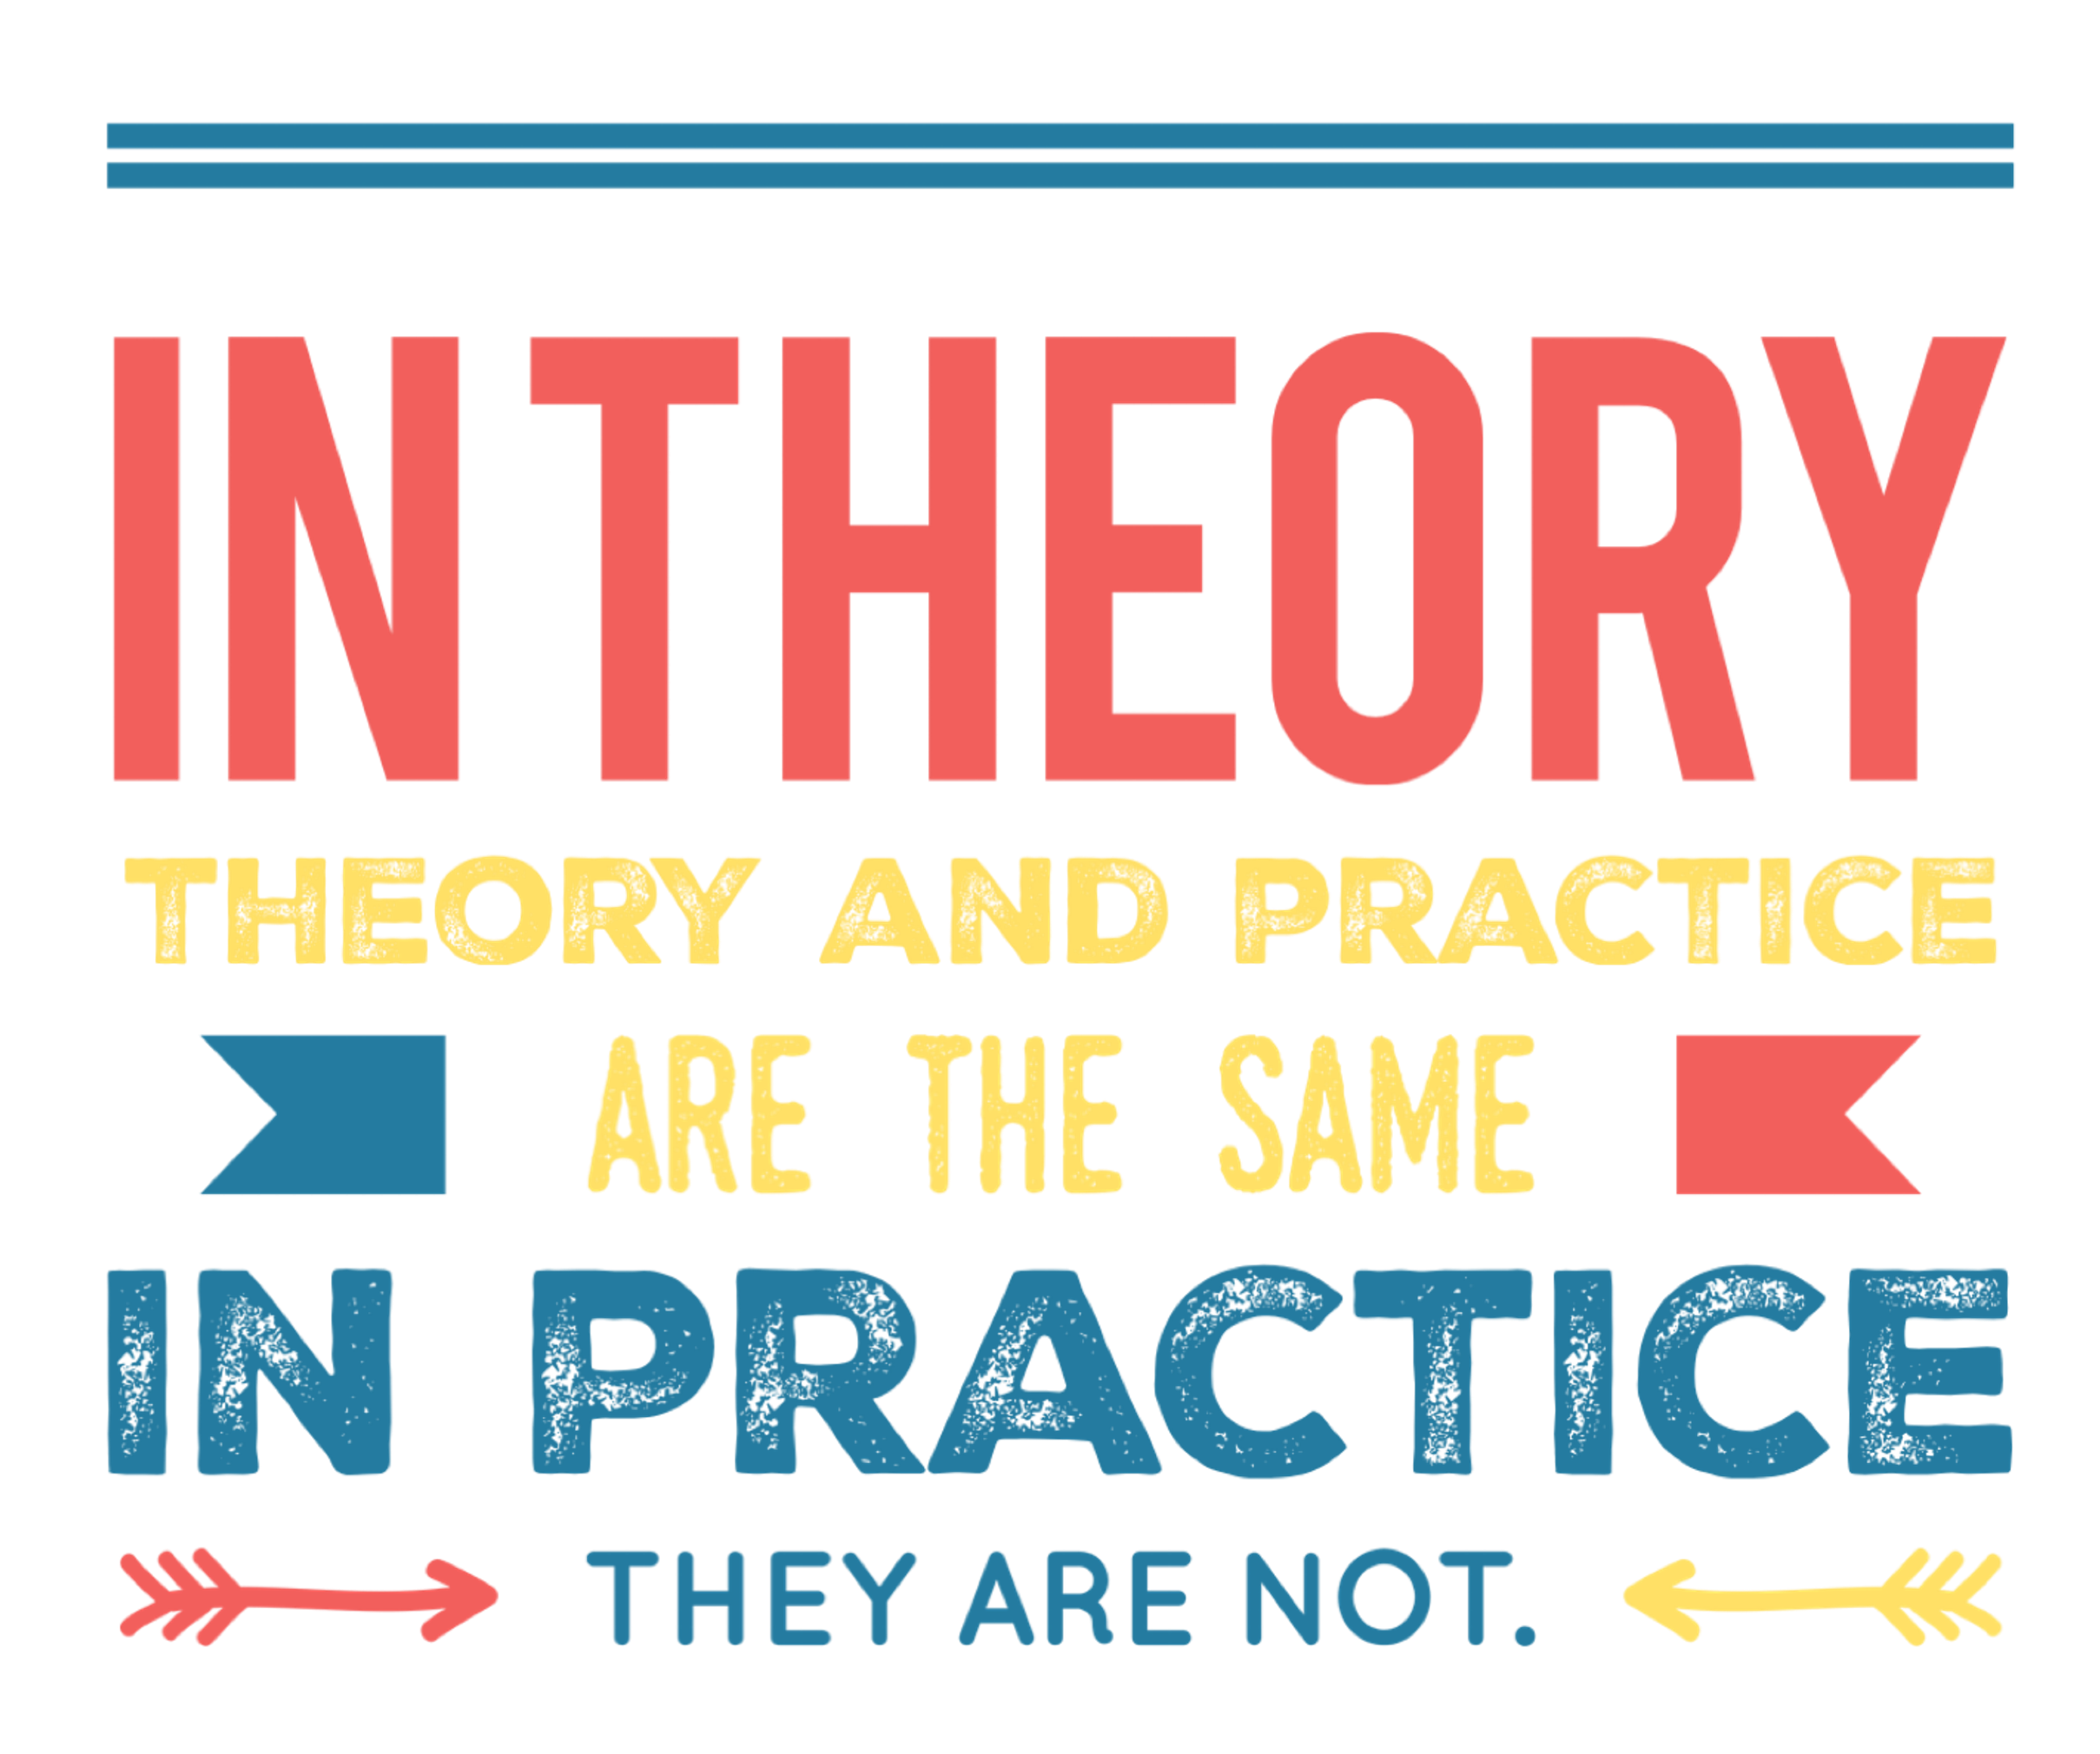 IN THEORY
THEORY AND PRACTICE
ARE THE SAME
IN PRACTICE
THEY ARE NOT.